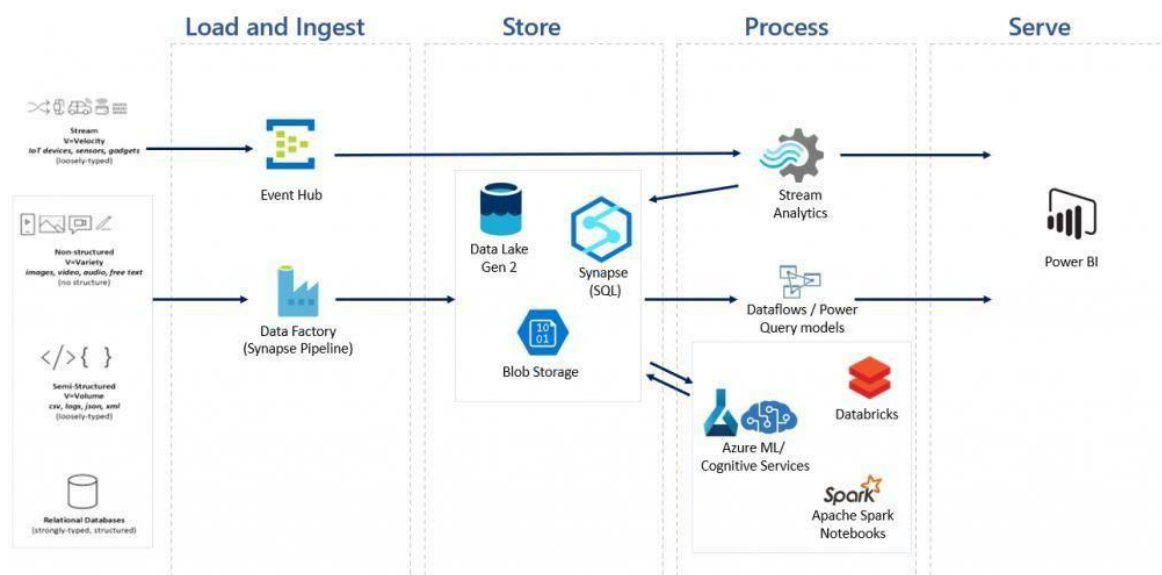 Load and Ingest
Store
Process
Serve
Stream
V=Velocity
IoT devices, sensors, gadgets
(loosely-typed)
Event Hub
Stream
Analytics
Non-structured
V=Variety
images, video, audio, free text
(no structure)
Data Factory
(Synapse Pipeline)
Data Lake
Gen 2
Synapse
(SQL)
10
01
Blob Storage
Dataflows / Power
Query models
Power BI
</>{ }
Semi-Structured
V=Volume
csv, logs, json, xml
(loosely-typed)
Relational Databases
(strongly-typed, structured)
Azure ML/
Cognitive Services
Databricks
Spark
Apache Spark
Notebooks